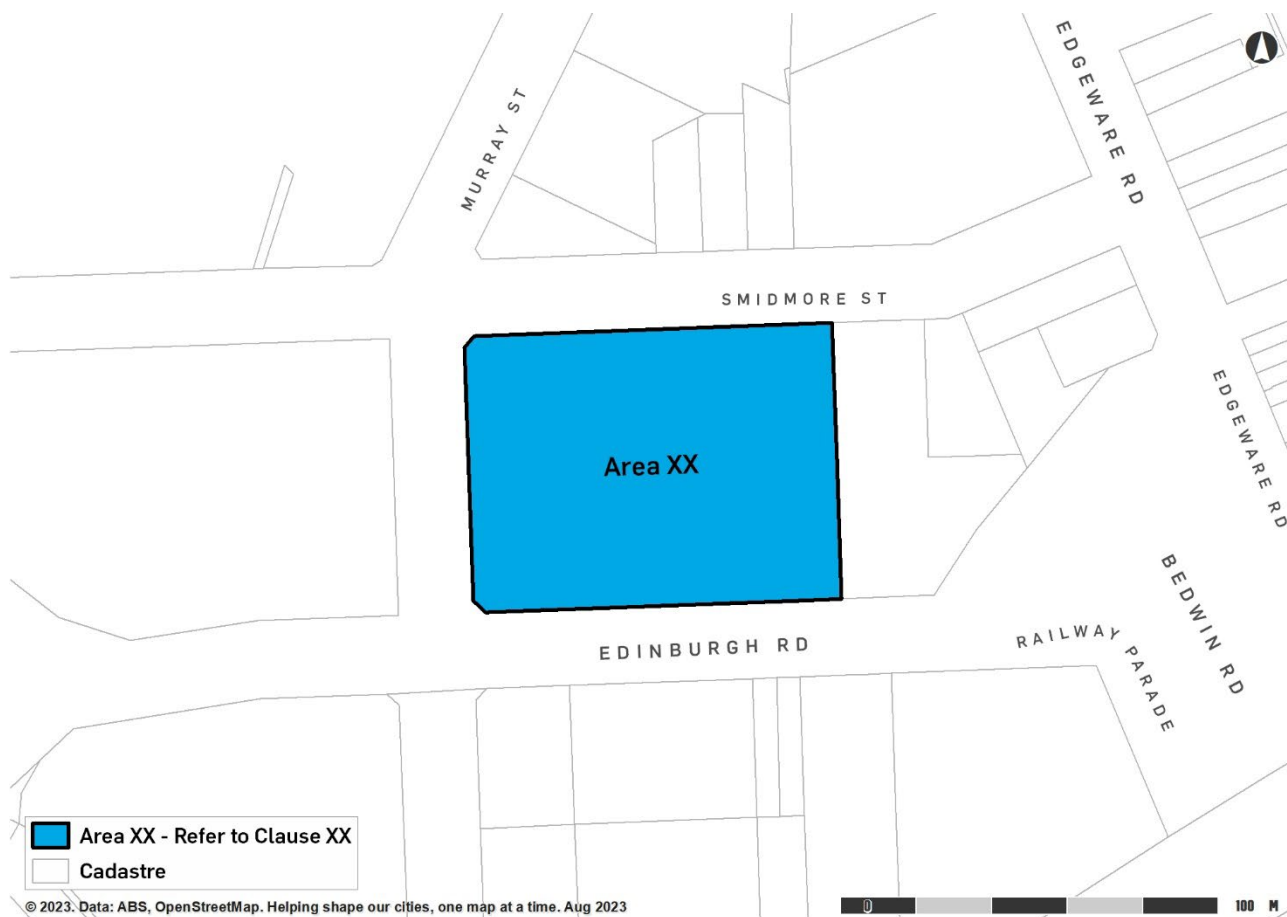 EDGEWARE RD
MURRAY ST
SMIDMORE ST
EDGEWARE RD
Area XX
BEDWIN RD
EDINBURGH RD
RAILWAY PARADE
Area XX - Refer to Clause XX
Cadastre
© 2023. Data: ABS, OpenStreetMap. Helping shape our cities, one map at a time. Aug 2023
0 100 M